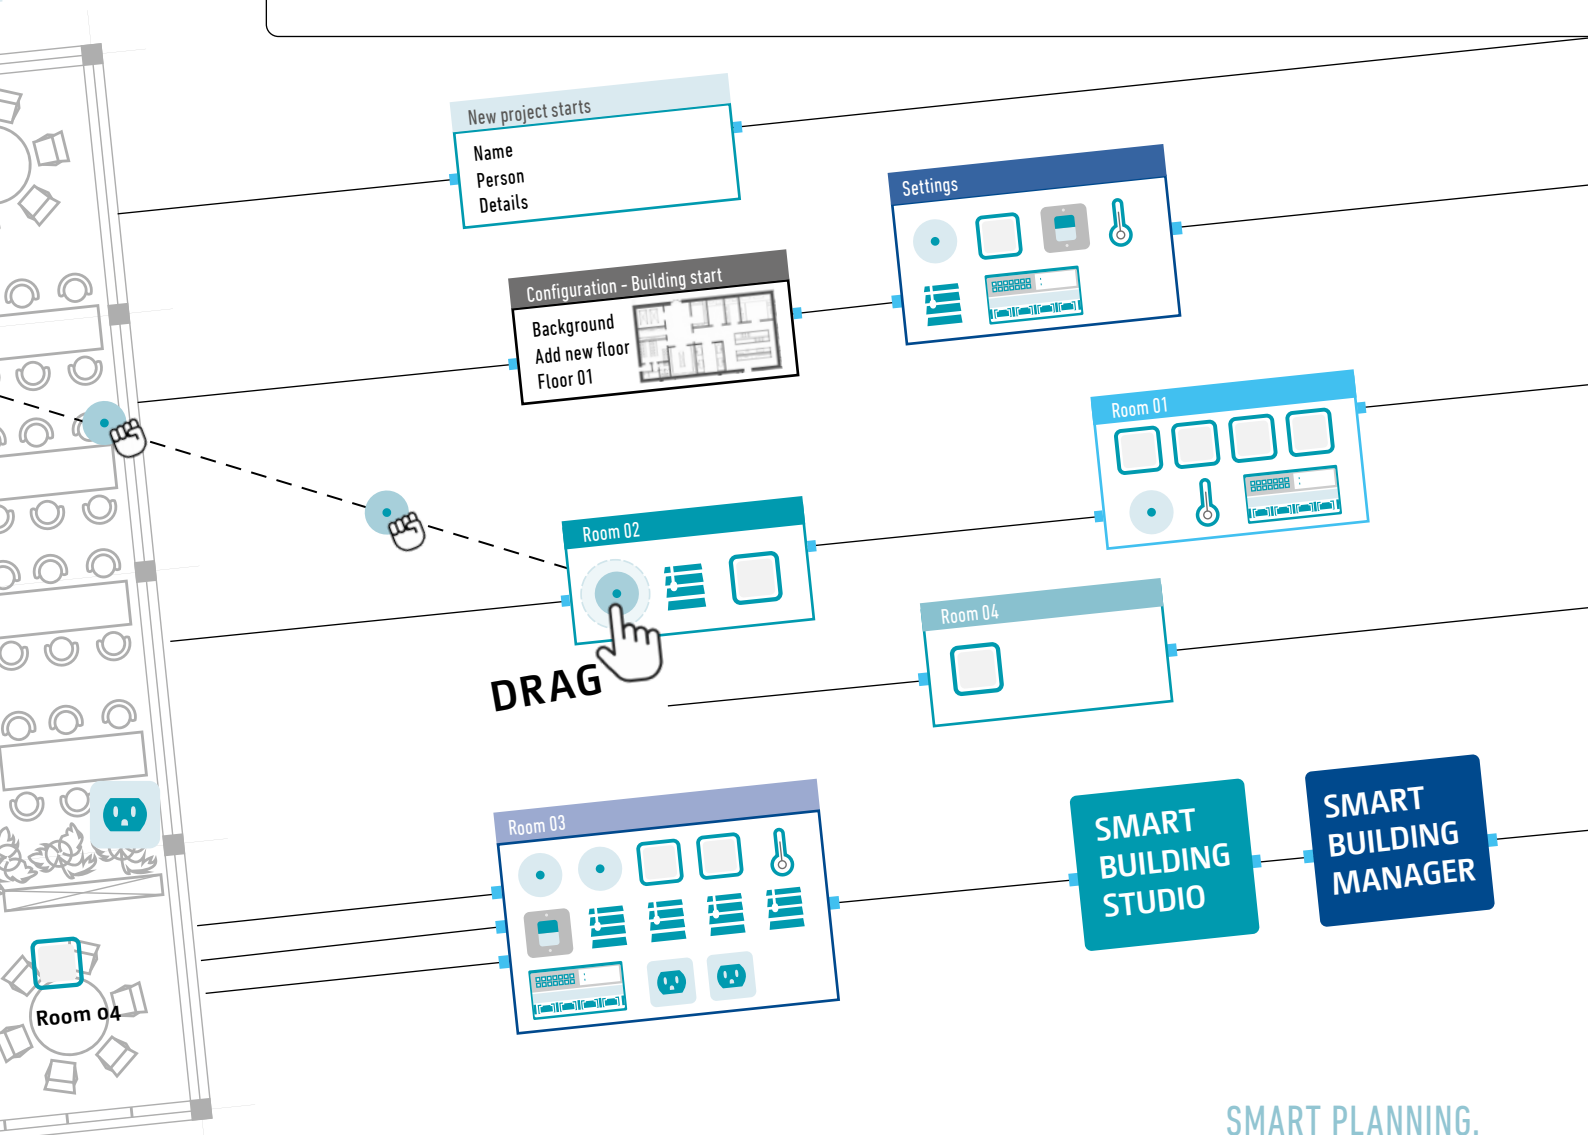 New project starts
Name
Person
Details
Settings
Configuration - Building start
Background
Add new floor
Floor 01
Room 01
Room 02
DRAG
Room 04
Room 03
SMART
BUILDING
STUDIO
SMART
BUILDING
MANAGER
Room 04
SMART PLANNING.